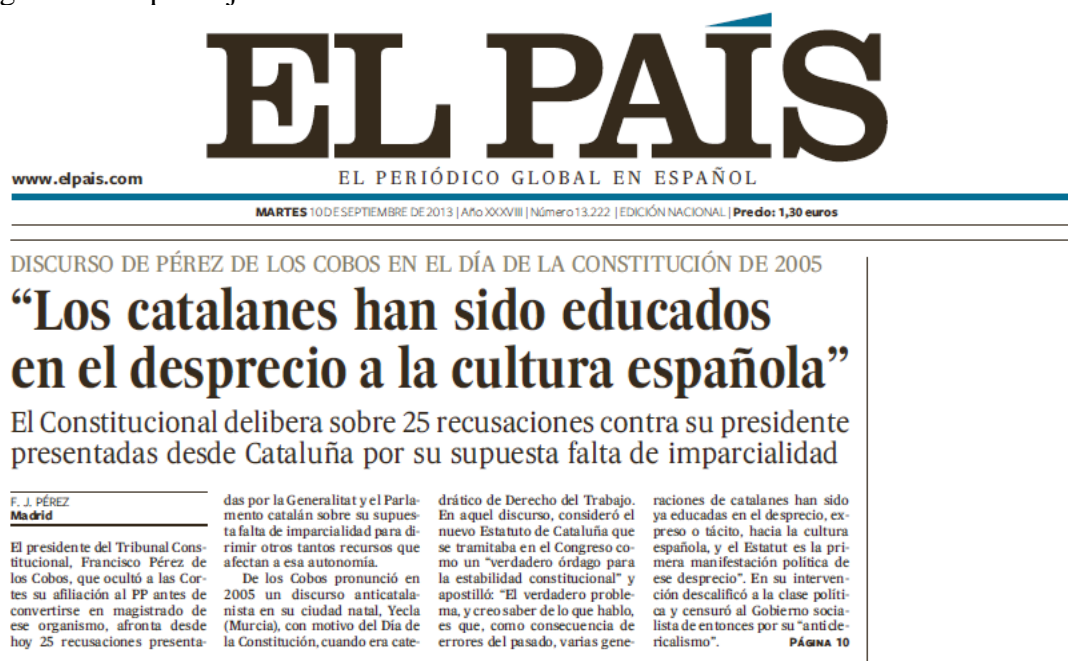 EL PAÍS
www.elpais.com
EL PERIÓDICO GLOBAL EN ESPAÑOL
MARTES 10 DE SEPTIEMBRE DE 2013 | Año XXXVIII | Número 13.222 | EDICIÓN NACIONAL | Precio: 1,30 euros
DISCURSO DE PÉREZ DE LOS COBOS EN EL DÍA DE LA CONSTITUCIÓN DE 2005
“Los catalanes han sido educados
en el desprecio a la cultura española”
El Constitucional delibera sobre 25 recusaciones contra su presidente
presentadas desde Cataluña por su supuesta falta de imparcialidad
F. J. PÉREZ
Madrid
El presidente del Tribunal Cons-
titucional, Francisco Pérez de
los Cobos, que ocultó a las Cor-
tes su afiliación al PP antes de
convertirse en magistrado de
ese organismo, afronta desde
hoy 25 recusaciones presenta-
das por la Generalitat y el Parla-
mento catalán sobre su supues-
ta falta de imparcialidad para di-
rimir otros tantos recursos que
afectan a esa autonomía.
De los Cobos pronunció en
2005 un discurso anticatala-
nista en su ciudad natal, Yecla
(Murcia), con motivo del Día de
la Constitución, cuando era cate-
drático de Derecho del Trabajo.
En aquel discurso, consideró el
nuevo Estatuto de Cataluña que
se tramitaba en el Congreso co-
mo un “verdadero órdago para
la estabilidad constitucional” y
apostilló: “El verdadero proble-
ma, y creo saber de lo que hablo,
es que, como consecuencia de
errores del pasado, varias gene-
raciones de catalanes han sido
ya educadas en el desprecio, ex-
preso o tácito, hacia la cultura
española, y el Estatut es la pri-
mera manifestación política de
ese desprecio”. En su interven-
ción descalificó a la clase políti-
ca y censuró al Gobierno socia-
lista de entonces por su “anticle-
ricalismo”. PÁGINA 10